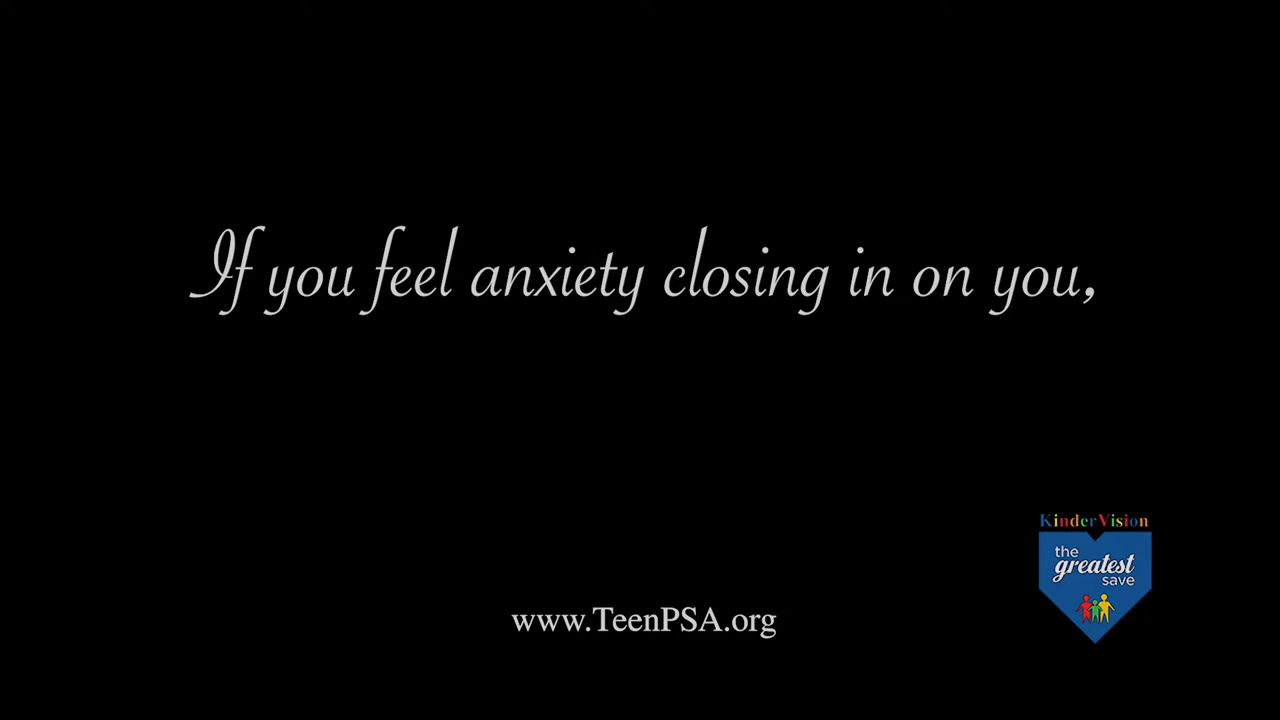 If you feel anxiety closing in on you,
KinderVision
the
greatest
save
www.TeenPSA.org